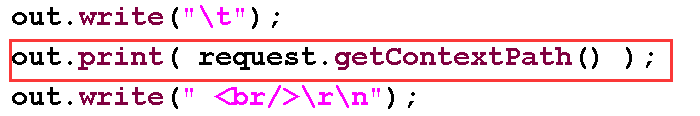 out.write("\t");
out.print( request.getContextPath() );
out.write(" <br/>\r\n");